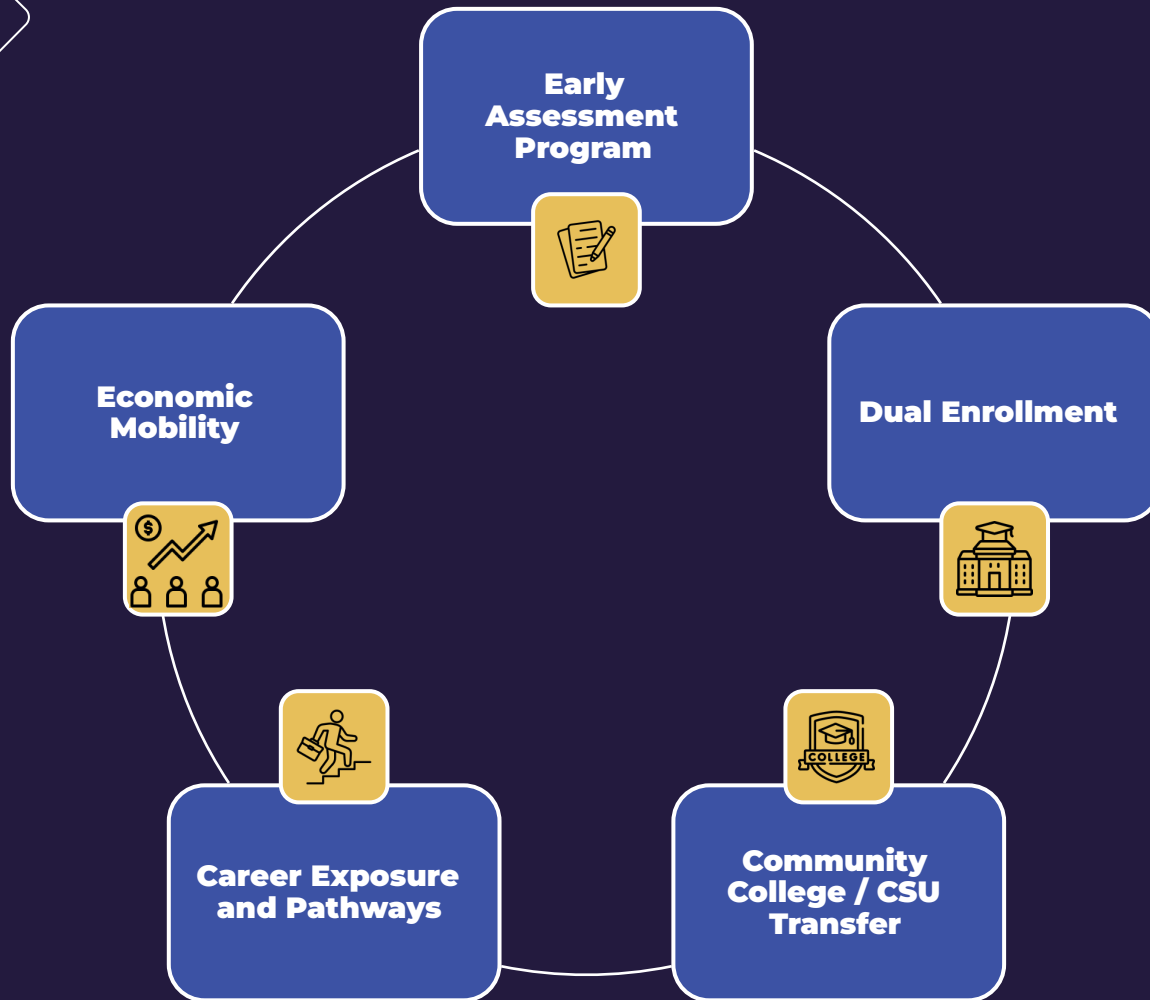 Early
Assessment
Program
Economic
Mobility
Dual Enrollment
$
COLLEGE
Career Exposure
and Pathways
Community
College / CSU
Transfer